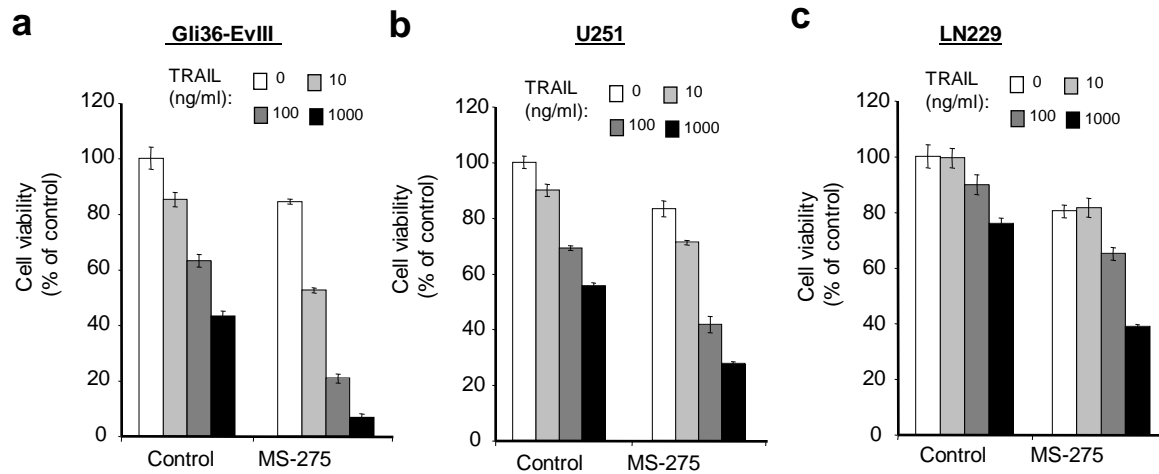 a
Gli36-EvIII
TRAIL
(ng/ml):
0 10
100 1000
120
100
80
60
40
20
0
Cell viability
(% of control)
Control MS-275
b
U251
TRAIL
(ng/ml):
0 10
100 1000
120
100
80
60
40
20
0
Cell viability
(% of control)
Control MS-275
c
LN229
TRAIL
(ng/ml):
0 10
100 1000
120
100
80
60
40
20
0
Cell viability
(% of control)
Control MS-275